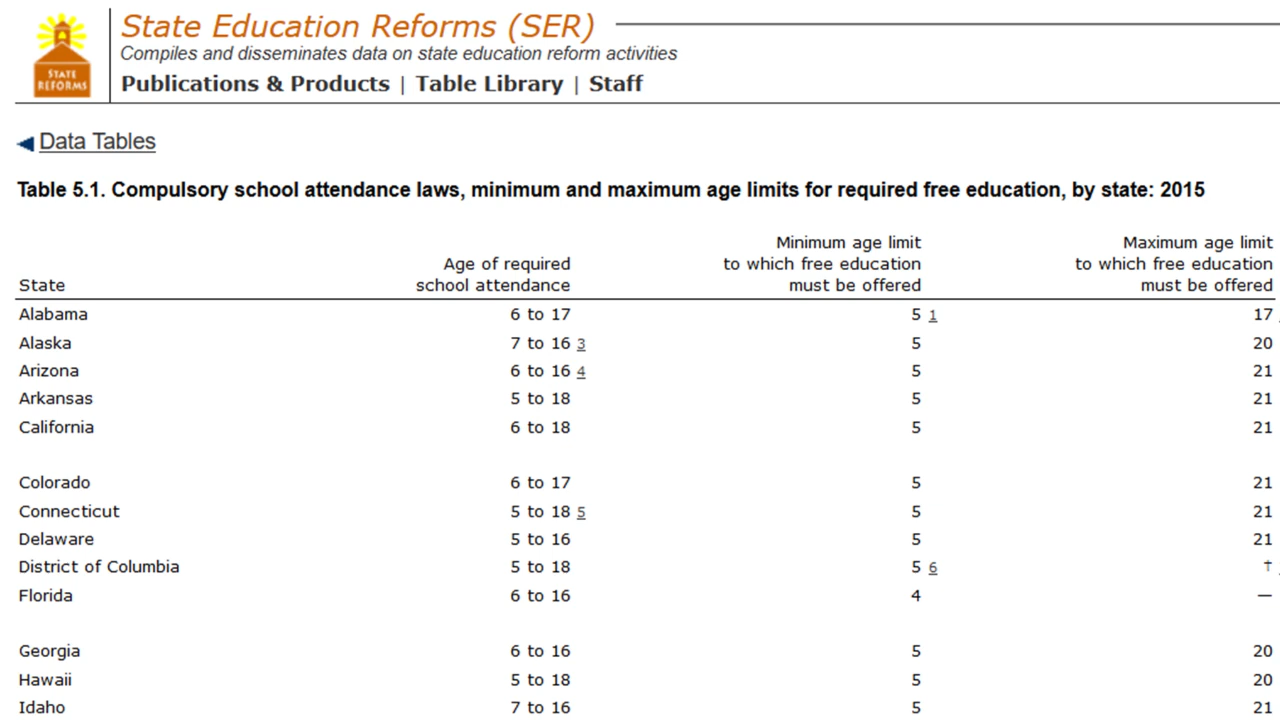 State Education Reforms (SER)
Compiles and disseminates data on state education reform activities
STATE
REFORMS
Publications & Products | Table Library | Staff
◄ Data Tables
Table 5.1. Compulsory school attendance laws, minimum and maximum age limits for required free education, by state: 2015
State
Age of required
school attendance
Minimum age limit
to which free education
must be offered
Maximum age limit
to which free education
must be offered
Alabama 6 to 17 5 1 17
Alaska 7 to 16 3 5 20
Arizona 6 to 16 4 5 21
Arkansas 5 to 18 5 21
California 6 to 18 5 21
Colorado 6 to 17 5 21
Connecticut 5 to 18 5 5 21
Delaware 5 to 16 5 21
District of Columbia 5 to 18 5 6 †
Florida 6 to 16 4 —
Georgia 6 to 16 5 20
Hawaii 5 to 18 5 20
Idaho 7 to 16 5 21